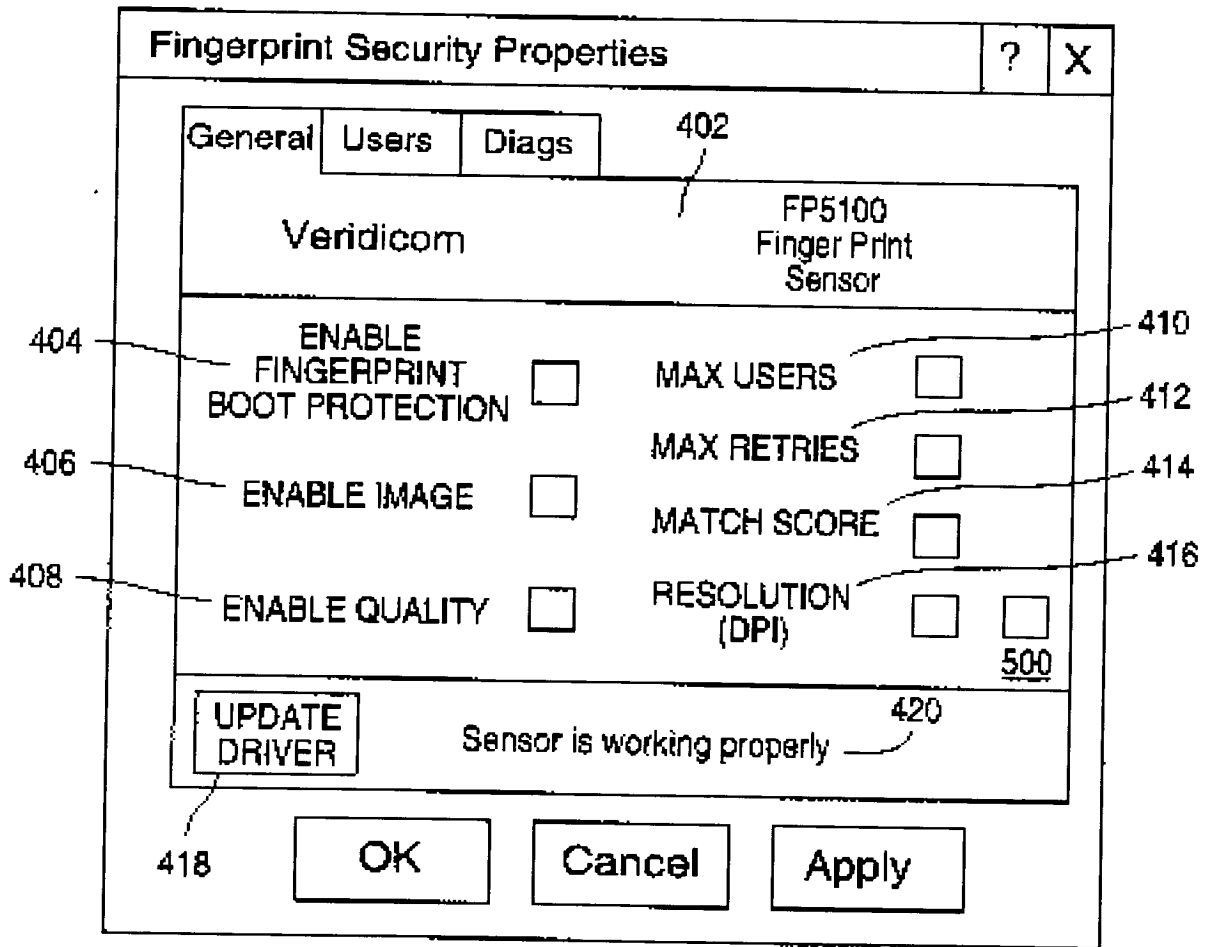 Fingerprint Security Properties ? X
General Users Diags
402
Veridicom
FP5100
Finger Print
Sensor
404
ENABLE
FINGERPRINT
BOOT PROTECTION
MAX USERS
410
MAX RETRIES
412
406
ENABLE IMAGE
MATCH SCORE
414
408
ENABLE QUALITY
RESOLUTION
(DPI)
416
500
UPDATE
DRIVER
Sensor is working properly
420
418
OK Cancel Apply